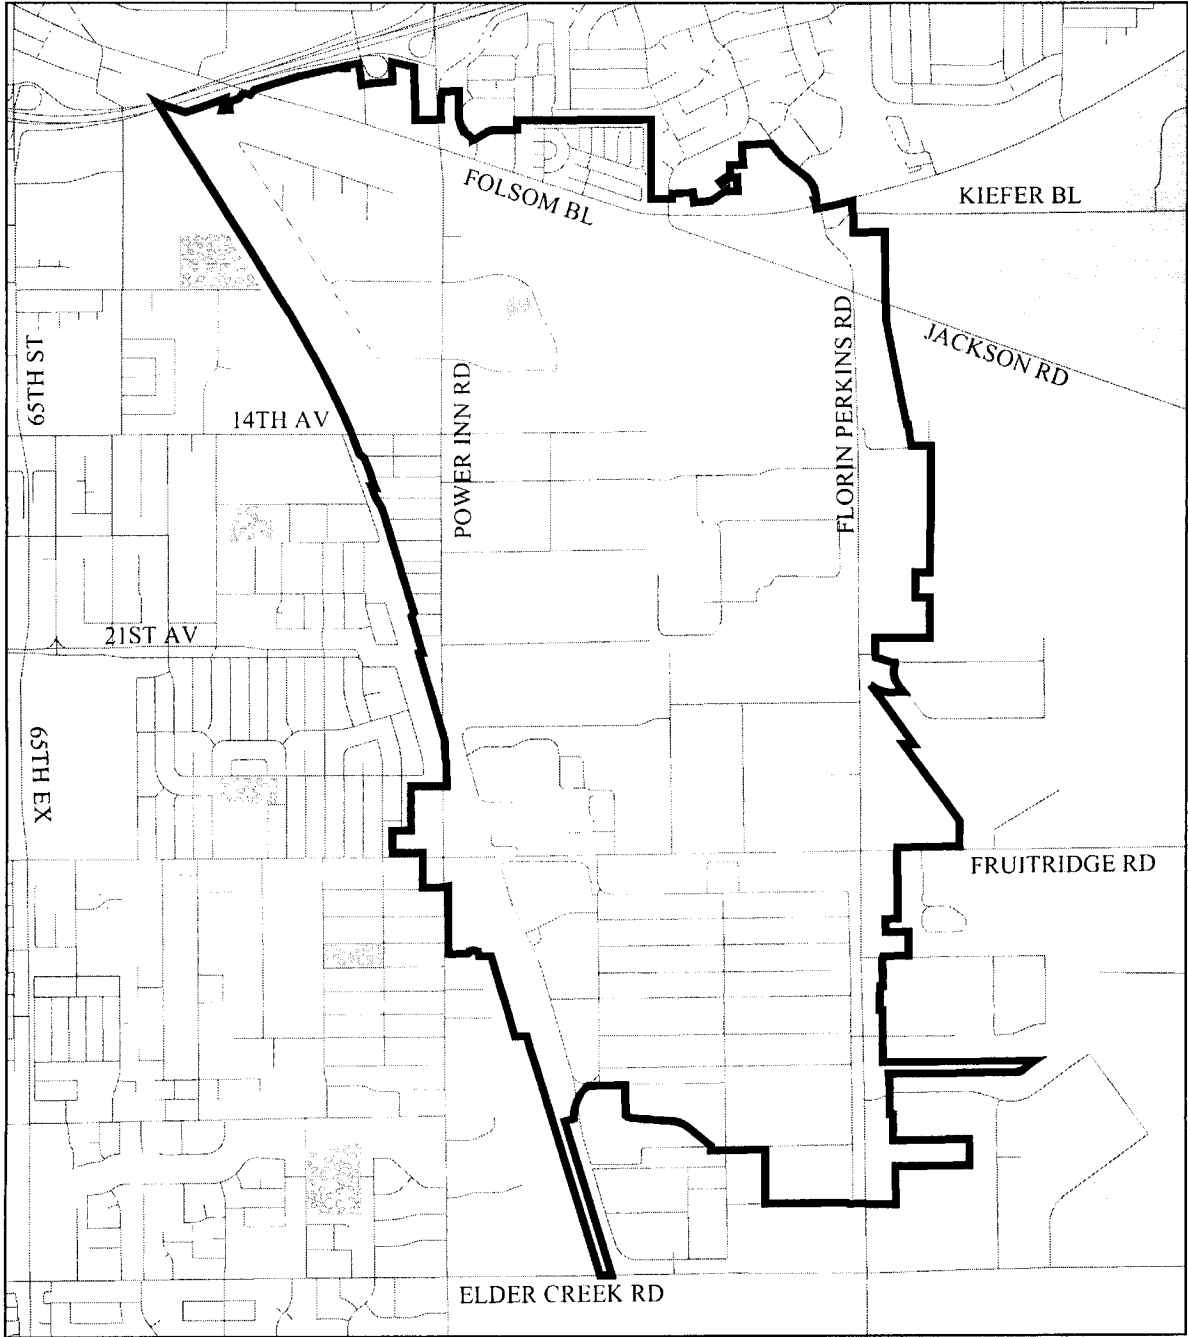 FOLSOM BL
KIEFER BL
JACKSON RD
65TH ST
14TH AV
POWER INN RD
FLORIN PERKINS RD
21ST AV
65TH EX
FRUITRIDGE RD
ELDER CREEK RD